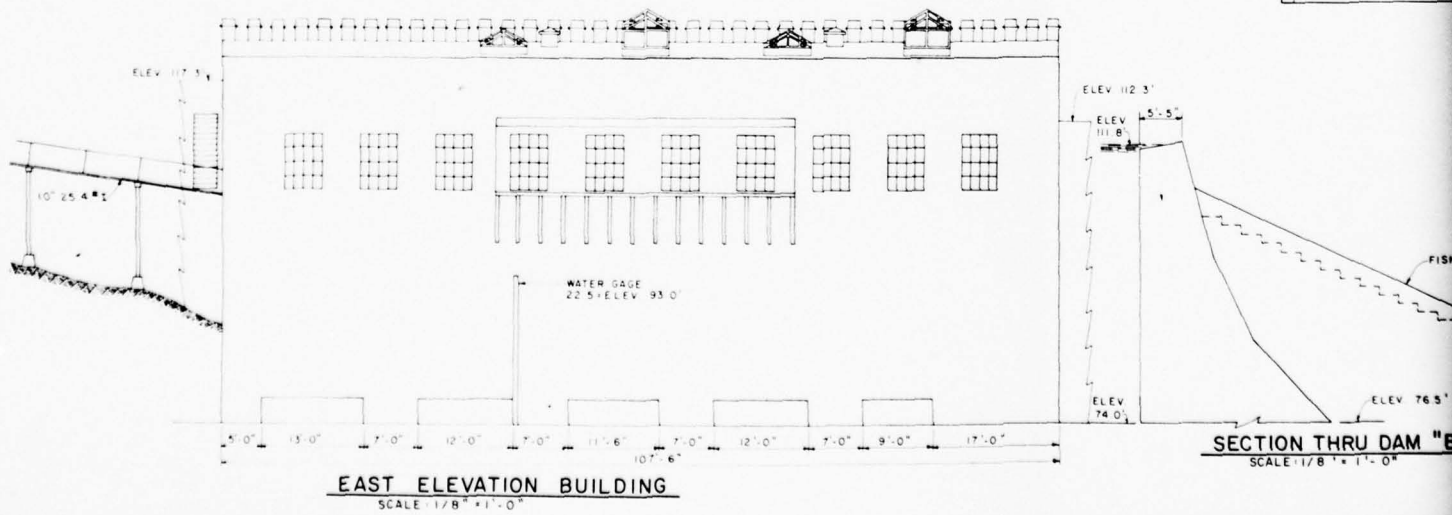 ELEV 117.3'
10" 25.4 # I
WATER GAGE
22.5 = ELEV 93.0'
5'-0" 13'-0" 7'-0" 12'-0" 7'-0" 11'-6" 7'-0" 12'-0" 7'-0" 9'-0" 17'-0"
107'-6"
EAST ELEVATION BUILDING
SCALE: 1/8" = 1'-0"
ELEV 112.3'
ELEV
111.8'
5'-5"
FISH
ELEV
74.0'
ELEV 76.5'
SECTION THRU DAM "B
SCALE: 1/8" = 1'-0"